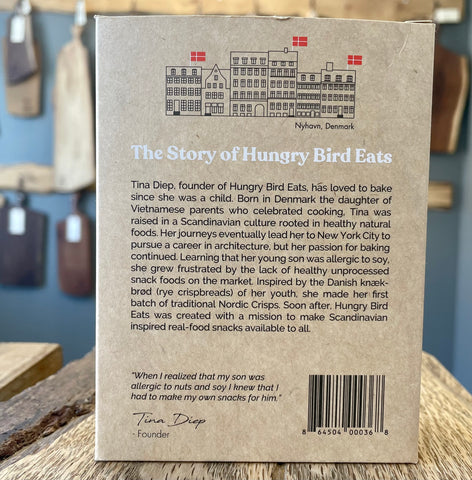 Nyhavn, Denmark
The Story of Hungry Bird Eats
Tina Diep, founder of Hungry Bird Eats, has loved to bake
since she was a child. Born in Denmark the daughter of
Vietnamese parents who celebrated cooking, Tina was
raised in a Scandinavian culture rooted in healthy natural
foods. Her journeys eventually lead her to New York City to
pursue a career in architecture, but her passion for baking
continued. Learning that her young son was allergic to soy,
she grew frustrated by the lack of healthy unprocessed
snack foods on the market. Inspired by the Danish knæk-
brød (rye crispbreads) of her youth, she made her first
batch of traditional Nordic Crisps. Soon after, Hungry Bird
Eats was created with a mission to make Scandinavian
inspired real-food snacks available to all.
"When I realized that my son was
allergic to nuts and soy I knew that I
had to make my own snacks for him."
Tina Diep
- Founder
8 64504 00036 8